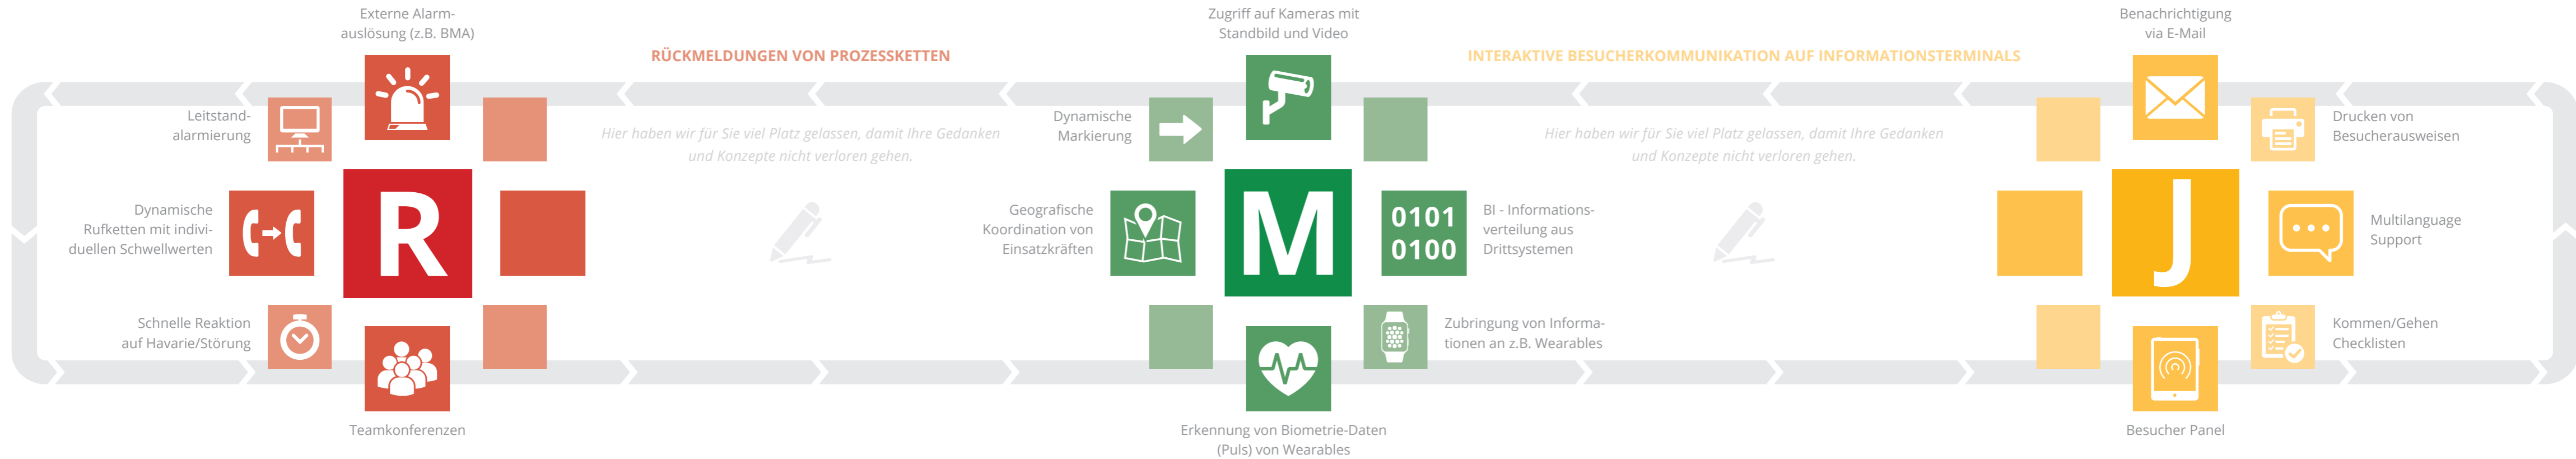 Externe Alarm-
auslösung (z.B. BMA)
Leitstand-
alarmierung
Dynamische
Rufketten mit indivi-
duellen Schwellwerten
R
Schnelle Reaktion
auf Havarie/Störung
Teamkonferenzen
RÜCKMELDUNGEN VON PROZESSKETTEN
Hier haben wir für Sie viel Platz gelassen, damit Ihre Gedanken
und Konzepte nicht verloren gehen.
Zugriff auf Kameras mit
Standbild und Video
Dynamische
Markierung
Geografische
Koordination von
Einsatzkräften
M
0101
0100
BI - Informations-
verteilung aus
Drittsystemen
Zubringung von Informa-
tionen an z.B. Wearables
Erkennung von Biometrie-Daten
(Puls) von Wearables
INTERAKTIVE BESUCHERKOMMUNIKATION AUF INFORMATIONSTERMINALS
Hier haben wir für Sie viel Platz gelassen, damit Ihre Gedanken
und Konzepte nicht verloren gehen.
Benachrichtigung
via E-Mail
Drucken von
Besucherausweisen
J
Multilanguage
Support
Kommen/Gehen
Checklisten
Besucher Panel